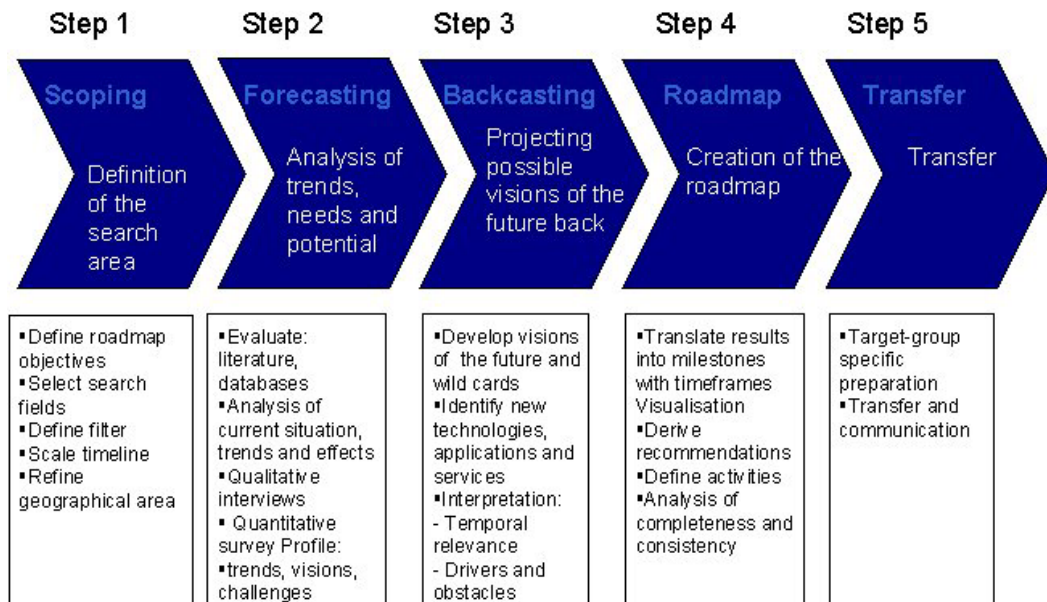 Step 1
Step 2
Step 3
Step 4
Step 5
Scoping
Definition
of the
search
area
Forecasting
Analysis of
trends,
needs and
potential
Backcasting
Projecting
possible
visions of the
future back
Roadmap
Creation of the
roadmap
Transfer
Transfer
▪Define roadmap
objectives
▪Select search
fields
▪Define filter
▪Scale timeline
▪Refine
geographical area
▪Evaluate:
literature,
databases
▪Analysis of
current situation,
trends and effects
▪Qualitative
interviews
▪ Quantitative
survey Profile:
▪trends, visions,
challenges
▪Develop visions
of the future and
wild cards
▪Identify new
technologies,
applications and
services
▪Interpretation:
- Temporal
relevance
- Drivers and
obstacles
▪Translate results
into milestones
with timeframes
Visualisation
▪Derive
recommendations
▪Define activities
▪Analysis of
completeness and
consistency
▪Target-group
specific
preparation
▪Transfer and
communication